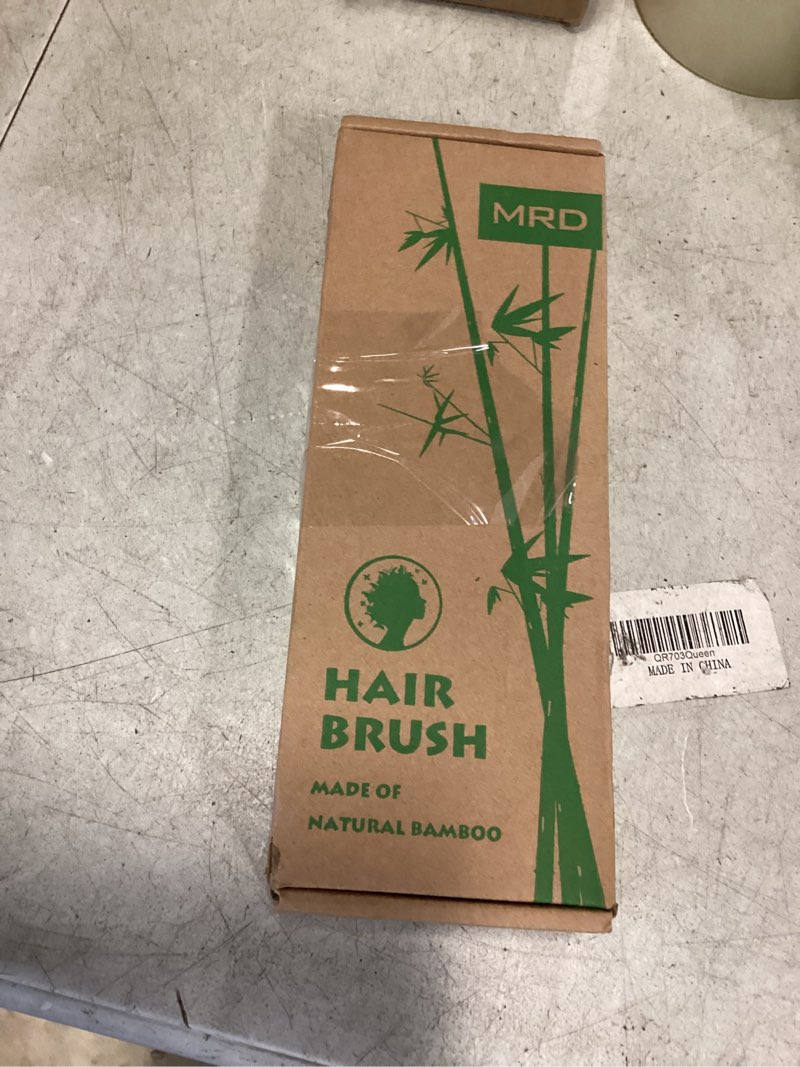 MRD
HAIR
BRUSH
MADE OF
NATURAL BAMBOO
QR703Queen
MADE IN CHINA